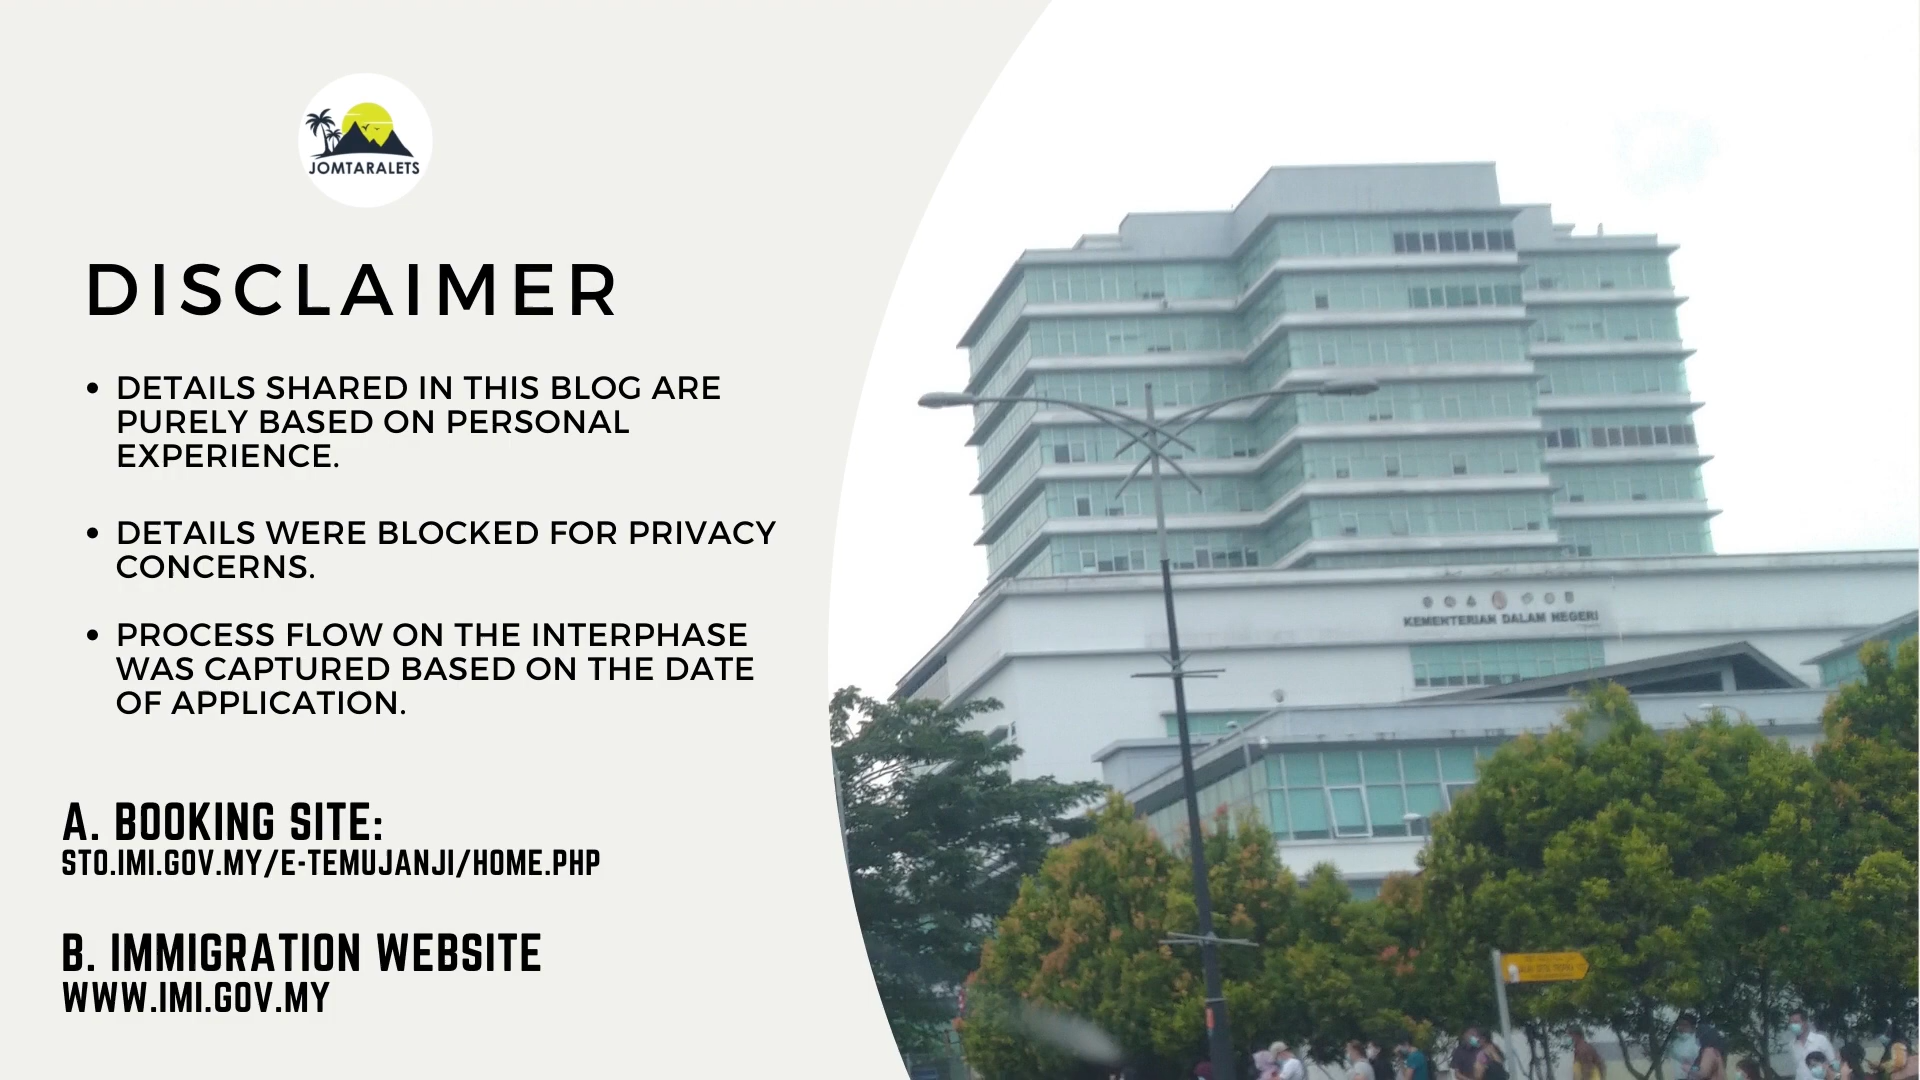 JOMTARALETS
DISCLAIMER
• DETAILS SHARED IN THIS BLOG ARE
PURELY BASED ON PERSONAL
EXPERIENCE.
• DETAILS WERE BLOCKED FOR PRIVACY
CONCERNS.
• PROCESS FLOW ON THE INTERPHASE
WAS CAPTURED BASED ON THE DATE
OF APPLICATION.
A. BOOKING SITE:
STO.IMI.GOV.MY/E-TEMUJANJI/HOME.PHP
B. IMMIGRATION WEBSITE
WWW.IMI.GOV.MY
KEMENTERIAN DALAM NEGERI